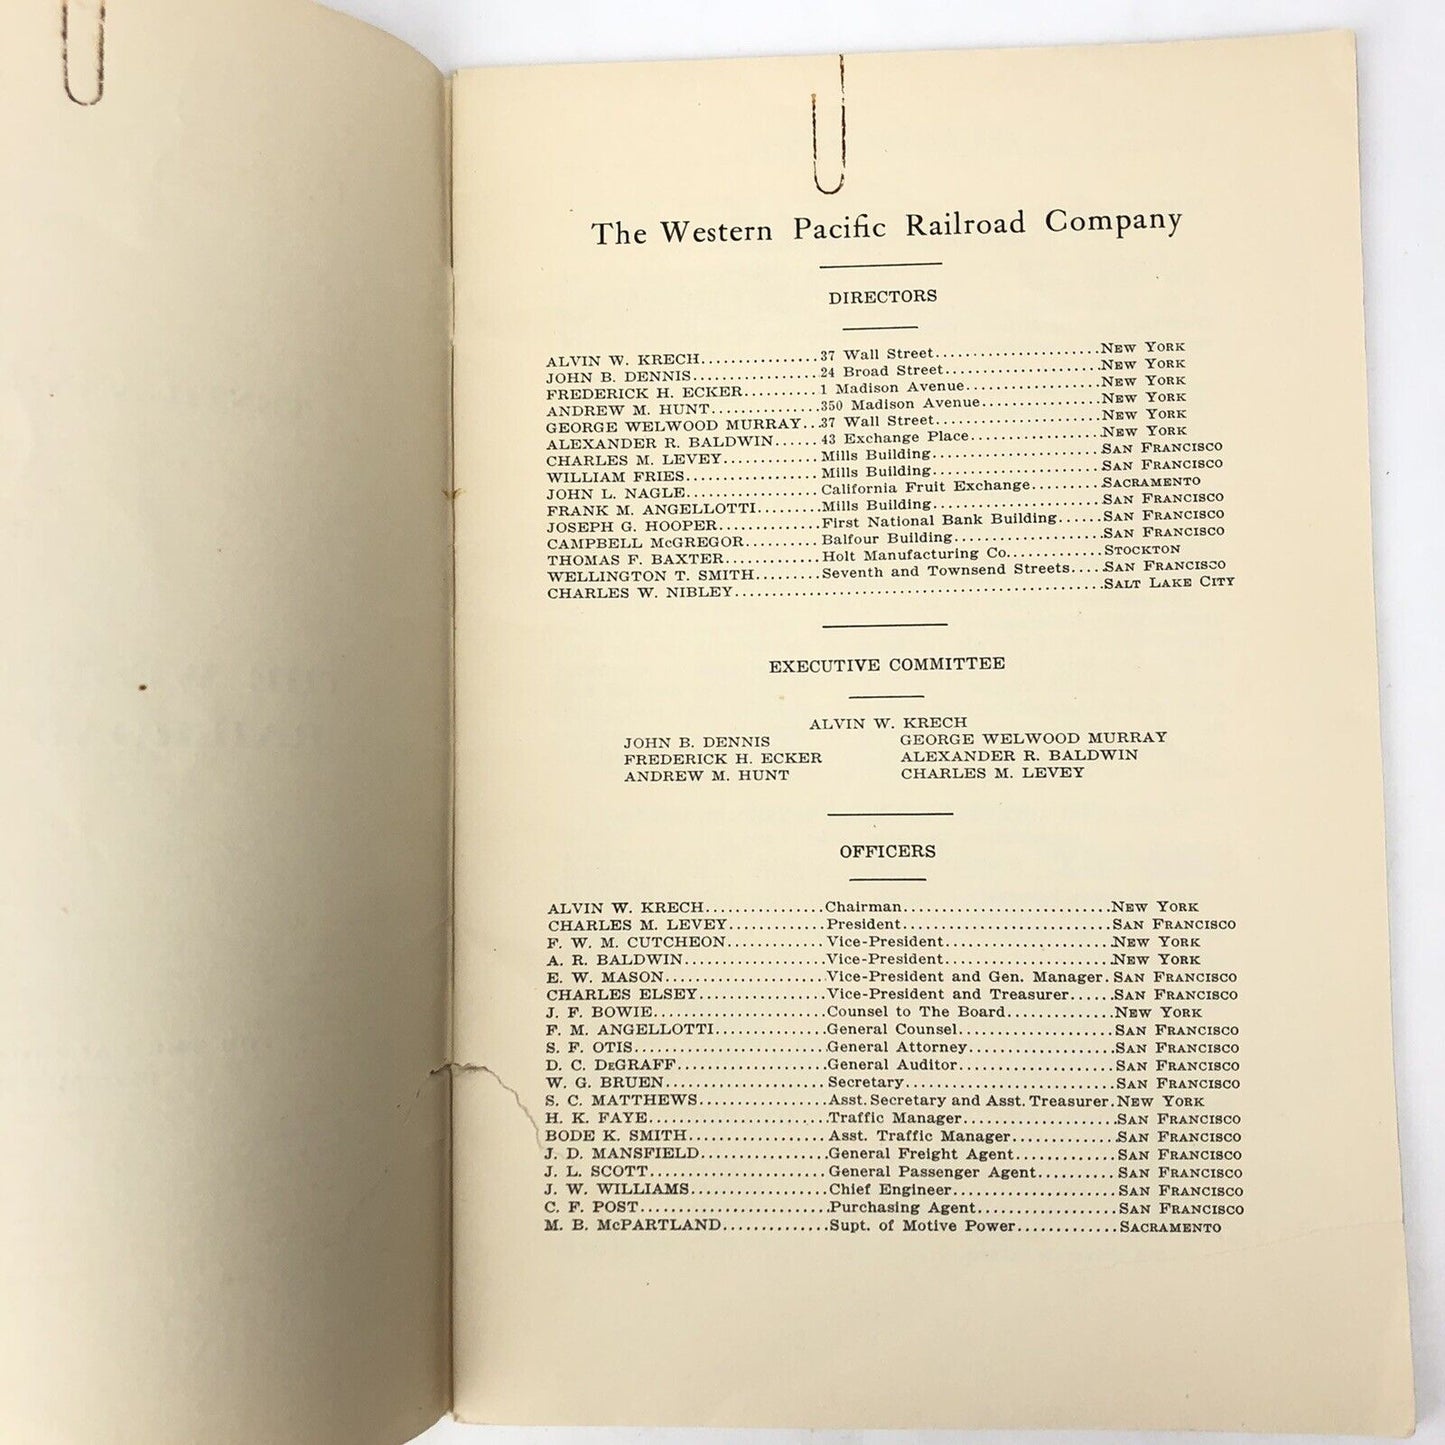 The Western Pacific Railroad Company
DIRECTORS
ALVIN W. KRECH...............37 Wall Street......................NEW YORK
JOHN B. DENNIS.................24 Broad Street....................NEW YORK
FREDERICK H. ECKER..........1 Madison Avenue..................NEW YORK
ANDREW M. HUNT..............350 Madison Avenue................NEW YORK
GEORGE WELWOOD MURRAY...37 Wall Street......................NEW YORK
ALEXANDER R. BALDWIN......43 Exchange Place.................NEW YORK
CHARLES M. LEVEY............Mills Building......................SAN FRANCISCO
WILLIAM FRIES.................Mills Building......................SAN FRANCISCO
JOHN L. NAGLE.................California Fruit Exchange.........SACRAMENTO
FRANK M. ANGELLOTTI........Mills Building......................SAN FRANCISCO
JOSEPH G. HOOPER.............First National Bank Building......SAN FRANCISCO
CAMPBELL McGREGOR..........Balfour Building...................SAN FRANCISCO
THOMAS F. BAXTER............Holt Manufacturing Co.............STOCKTON
WELLINGTON T. SMITH........Seventh and Townsend Streets....SAN FRANCISCO
CHARLES W. NIBLEY...............................................SALT LAKE CITY
EXECUTIVE COMMITTEE
ALVIN W. KRECH
JOHN B. DENNIS GEORGE WELWOOD MURRAY
FREDERICK H. ECKER ALEXANDER R. BALDWIN
ANDREW M. HUNT CHARLES M. LEVEY
OFFICERS
ALVIN W. KRECH...............Chairman...........................NEW YORK
CHARLES M. LEVEY............President...........................SAN FRANCISCO
F. W. M. CUTCHEON............Vice-President......................NEW YORK
A. R. BALDWIN..................Vice-President......................NEW YORK
E. W. MASON....................Vice-President and Gen. Manager.SAN FRANCISCO
CHARLES ELSEY................Vice-President and Treasurer......SAN FRANCISCO
J. F. BOWIE......................Counsel to The Board..............NEW YORK
F. M. ANGELLOTTI..............General Counsel....................SAN FRANCISCO
S. F. OTIS.........................General Attorney...................SAN FRANCISCO
D. C. DEGRAFF...................General Auditor....................SAN FRANCISCO
W. G. BRUEN.....................Secretary...........................SAN FRANCISCO
S. C. MATTHEWS................Asst. Secretary and Asst. Treasurer.NEW YORK
H. K. FAYE.......................Traffic Manager....................SAN FRANCISCO
BODE K. SMITH..................Asst. Traffic Manager..............SAN FRANCISCO
J. D. MANSFIELD................General Freight Agent.............SAN FRANCISCO
J. L. SCOTT.......................General Passenger Agent..........SAN FRANCISCO
J. W. WILLIAMS..................Chief Engineer.....................SAN FRANCISCO
C. F. POST........................Purchasing Agent..................SAN FRANCISCO
M. B. McPARTLAND.............Supt. of Motive Power.............SACRAMENTO